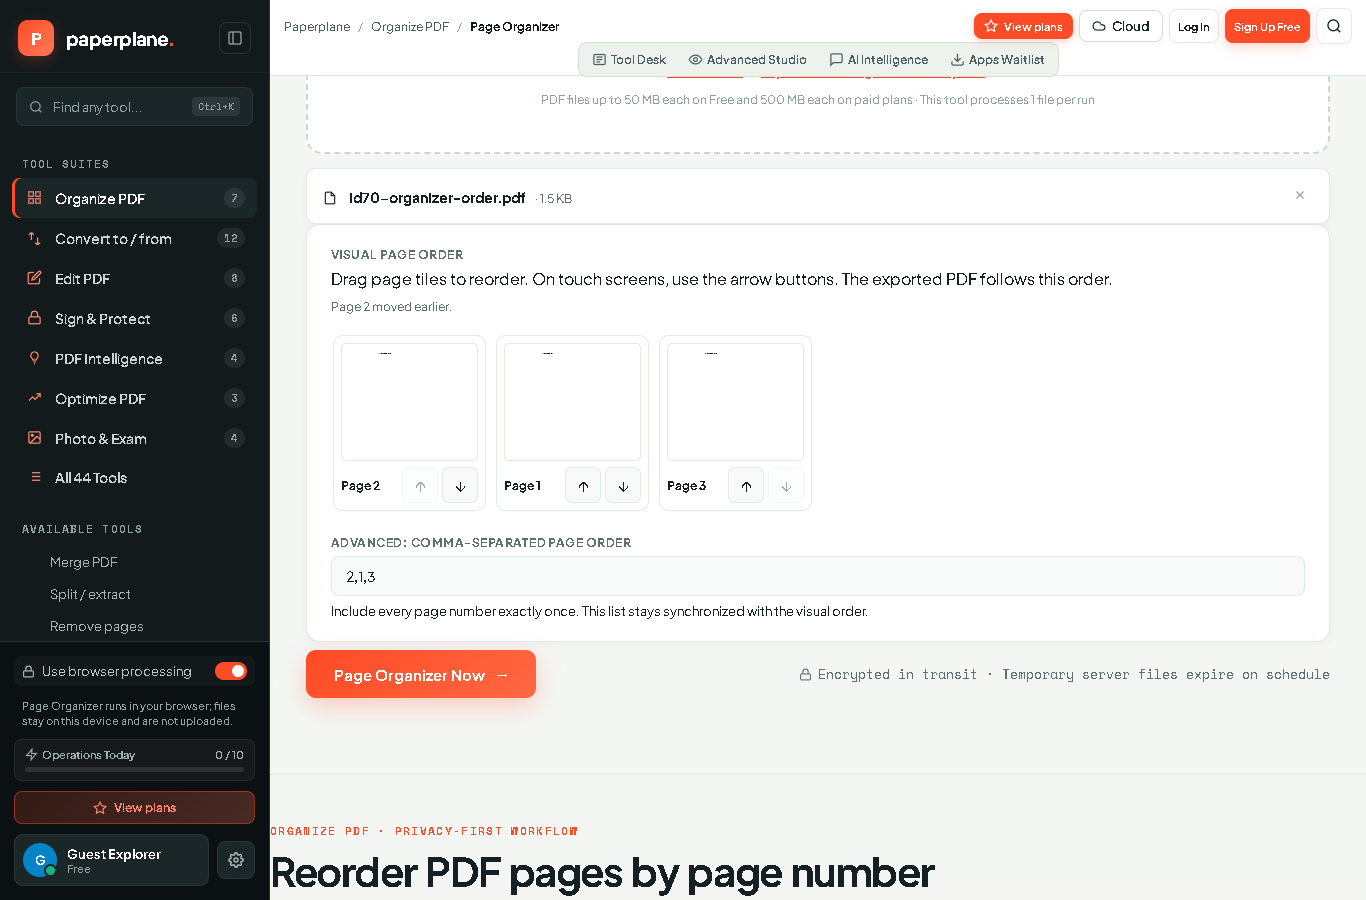 P paperplane.
Find any tool... Ctrl+K
TOOL SUITES
Organize PDF 7
Convert to / from 12
Edit PDF 8
Sign & Protect 6
PDF Intelligence 4
Optimize PDF 3
Photo & Exam 4
All 44 Tools
AVAILABLE TOOLS
Merge PDF
Split / extract
Remove pages
Use browser processing
Page Organizer runs in your browser; files
stay on this device and are not uploaded.
Operations Today 0 / 10
View plans
G Guest Explorer
Free
Paperplane / Organize PDF / Page Organizer
View plans Cloud Log In Sign Up Free
Tool Desk Advanced Studio AI Intelligence Apps Waitlist
PDF files up to 50 MB each on Free and 500 MB each on paid plans · This tool processes 1 file per run
ld70-organizer-order.pdf · 1.5 KB ×
VISUAL PAGE ORDER
Drag page tiles to reorder. On touch screens, use the arrow buttons. The exported PDF follows this order.
Page 2 moved earlier.
Page 2 ↑ ↓ Page 1 ↑ ↓ Page 3 ↑ ↓
ADVANCED: COMMA-SEPARATED PAGE ORDER
2,1,3
Include every page number exactly once. This list stays synchronized with the visual order.
Page Organizer Now →
Encrypted in transit · Temporary server files expire on schedule
ORGANIZE PDF · PRIVACY-FIRST WORKFLOW
Reorder PDF pages by page number